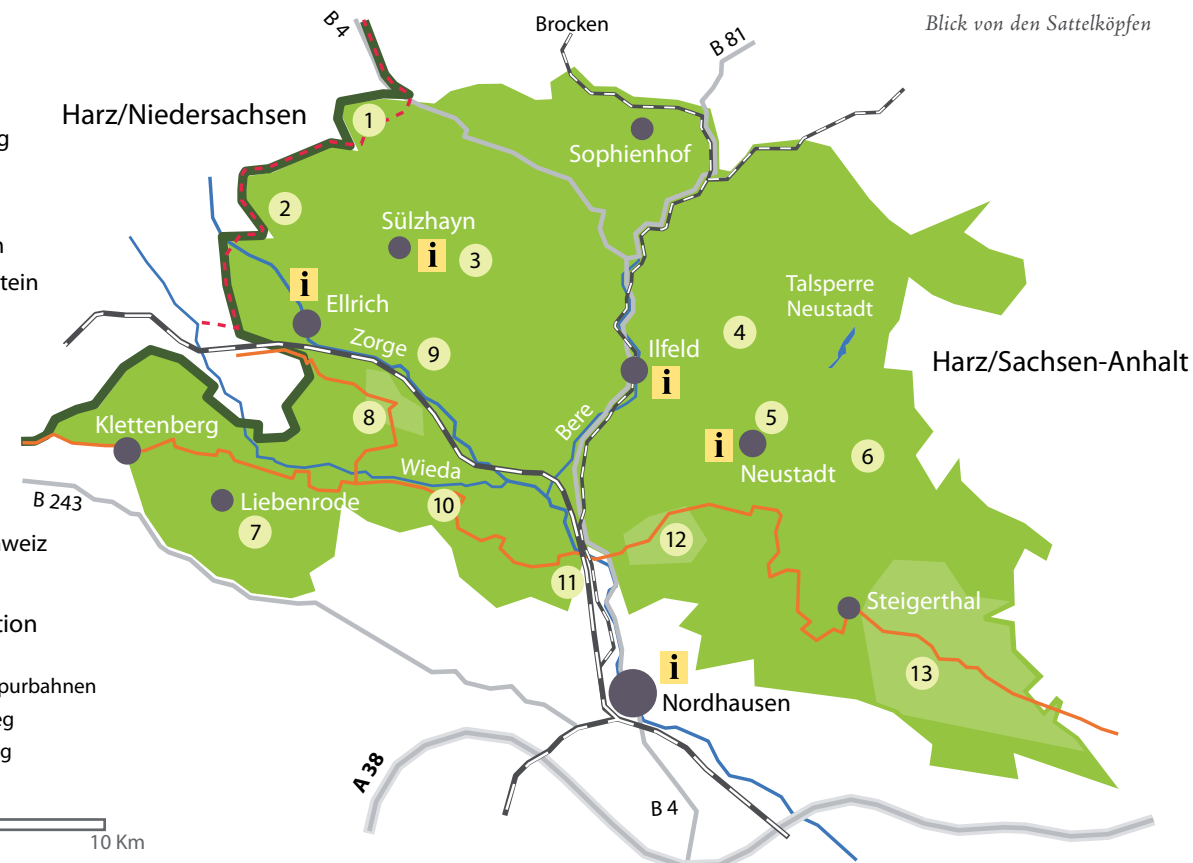 Blick von den Sattelköpfen
B 4
Brocken
B 81
Harz/Niedersachsen
1
Sophienhof
2
Sülzhayn
i
3
i
Ellrich
Talsperre
Neustadt
Zorge
9
4
Ilfeld
i
Harz/Sachsen-Anhalt
8
Klettenberg
Bere
5
i
Neustadt
6
Wieda
B 243
Liebenrode
7
10
12
11
Steigerthal
13
i
Nordhausen
A 38
B 4
10 Km
g
n
tein
weiz
tion
purbahnen
eg
g